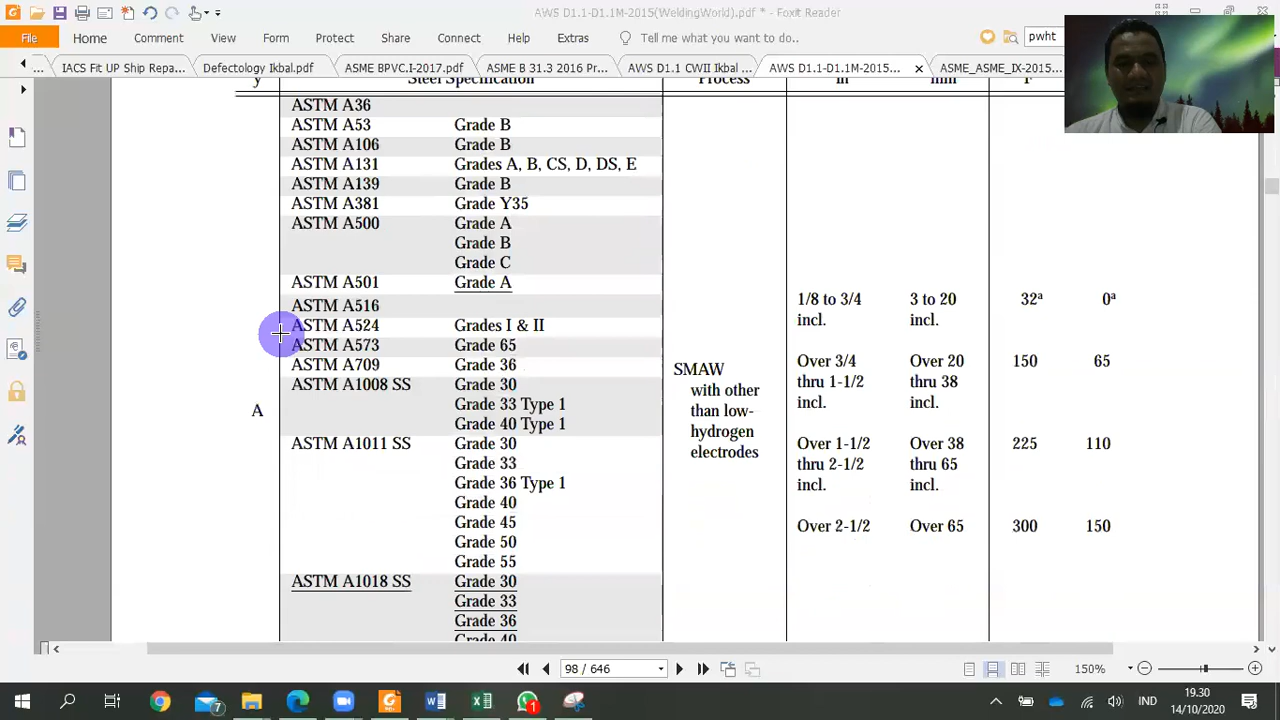 AWS D1.1-D1.1M-2015(WeldingWorld).pdf * - Foxit Reader
File Home Comment View Form Protect Share Connect Help Extras Tell me what you want to do.. pwht
... IACS Fit UP Ship Repa... Defectology Ikbal.pdf ASME BPVC.I-2017.pdf ASME B 31.3 2016 Pr... AWS D1.1 CWII Ikbal ... AWS D1.1-D1.1M-2015... ASME_ASME_IX-2015...
y Steel Specification Process in mm F
ASTM A36
ASTM A53 Grade B
ASTM A106 Grade B
ASTM A131 Grades A, B, CS, D, DS, E
ASTM A139 Grade B
ASTM A381 Grade Y35
ASTM A500 Grade A
Grade B
Grade C
ASTM A501 Grade A
ASTM A516
ASTM A524 Grades I & II
ASTM A573 Grade 65
ASTM A709 Grade 36
ASTM A1008 SS Grade 30
Grade 33 Type 1
Grade 40 Type 1
ASTM A1011 SS Grade 30
Grade 33
Grade 36 Type 1
Grade 40
Grade 45
Grade 50
Grade 55
ASTM A1018 SS Grade 30
Grade 33
Grade 36
Grade 40
A
SMAW
with other
than low-
hydrogen
electrodes
1/8 to 3/4 3 to 20 32a 0a
incl. incl.
Over 3/4 Over 20 150 65
thru 1-1/2 thru 38
incl. incl.
Over 1-1/2 Over 38 225 110
thru 2-1/2 thru 65
incl. incl.
Over 2-1/2 Over 65 300 150
98 / 646 150%
7 1 IND 19.30
14/10/2020